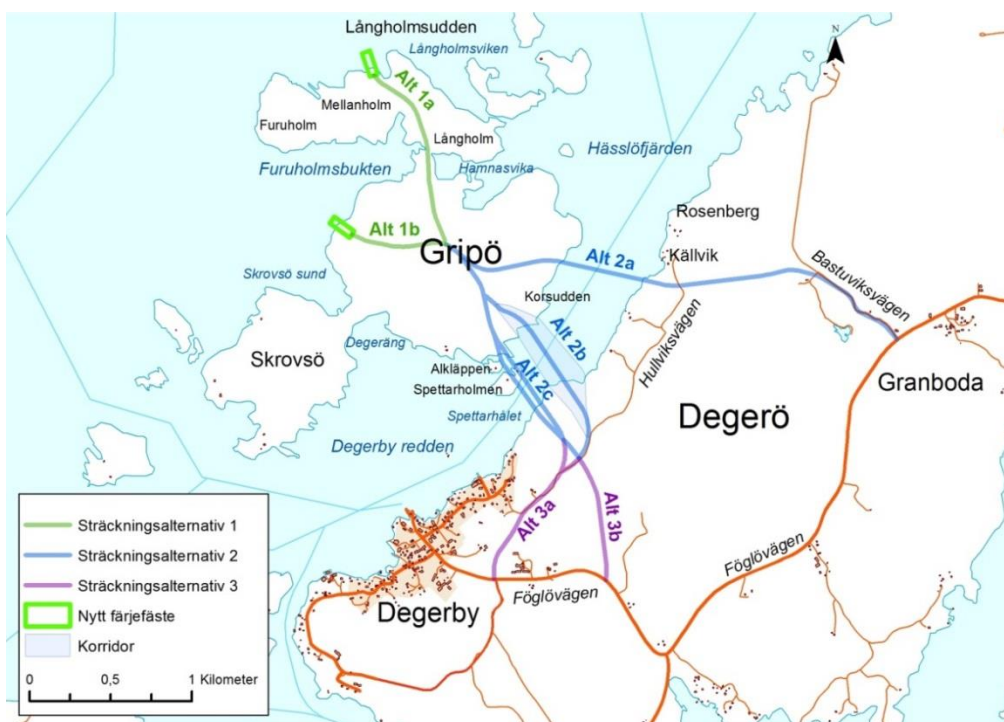 Långholmsudden
Långholmsviken
N
Alt 1a
Mellanholm
Furuholm
Långholm
Hässlöfjärden
Furuholmsbukten
Hamnasvika
Rosenberg
Alt 1b
Källvik
Gripö
Alt 2a
Bastuviksvägen
Skrovsö sund
Korsudden
Hullviksvägen
Alt 2b
Degeräng
Skrovsö
Alkläppen
Alt 2c
Granboda
Spettarholmen
Spettarhålet
Degerö
Degerby redden
Alt 3a
Alt 3b
Föglövägen
Föglövägen
Degerby
Sträckningsalternativ 1
Sträckningsalternativ 2
Sträckningsalternativ 3
Nytt färjefäste
Korridor
0 0,5 1 Kilometer